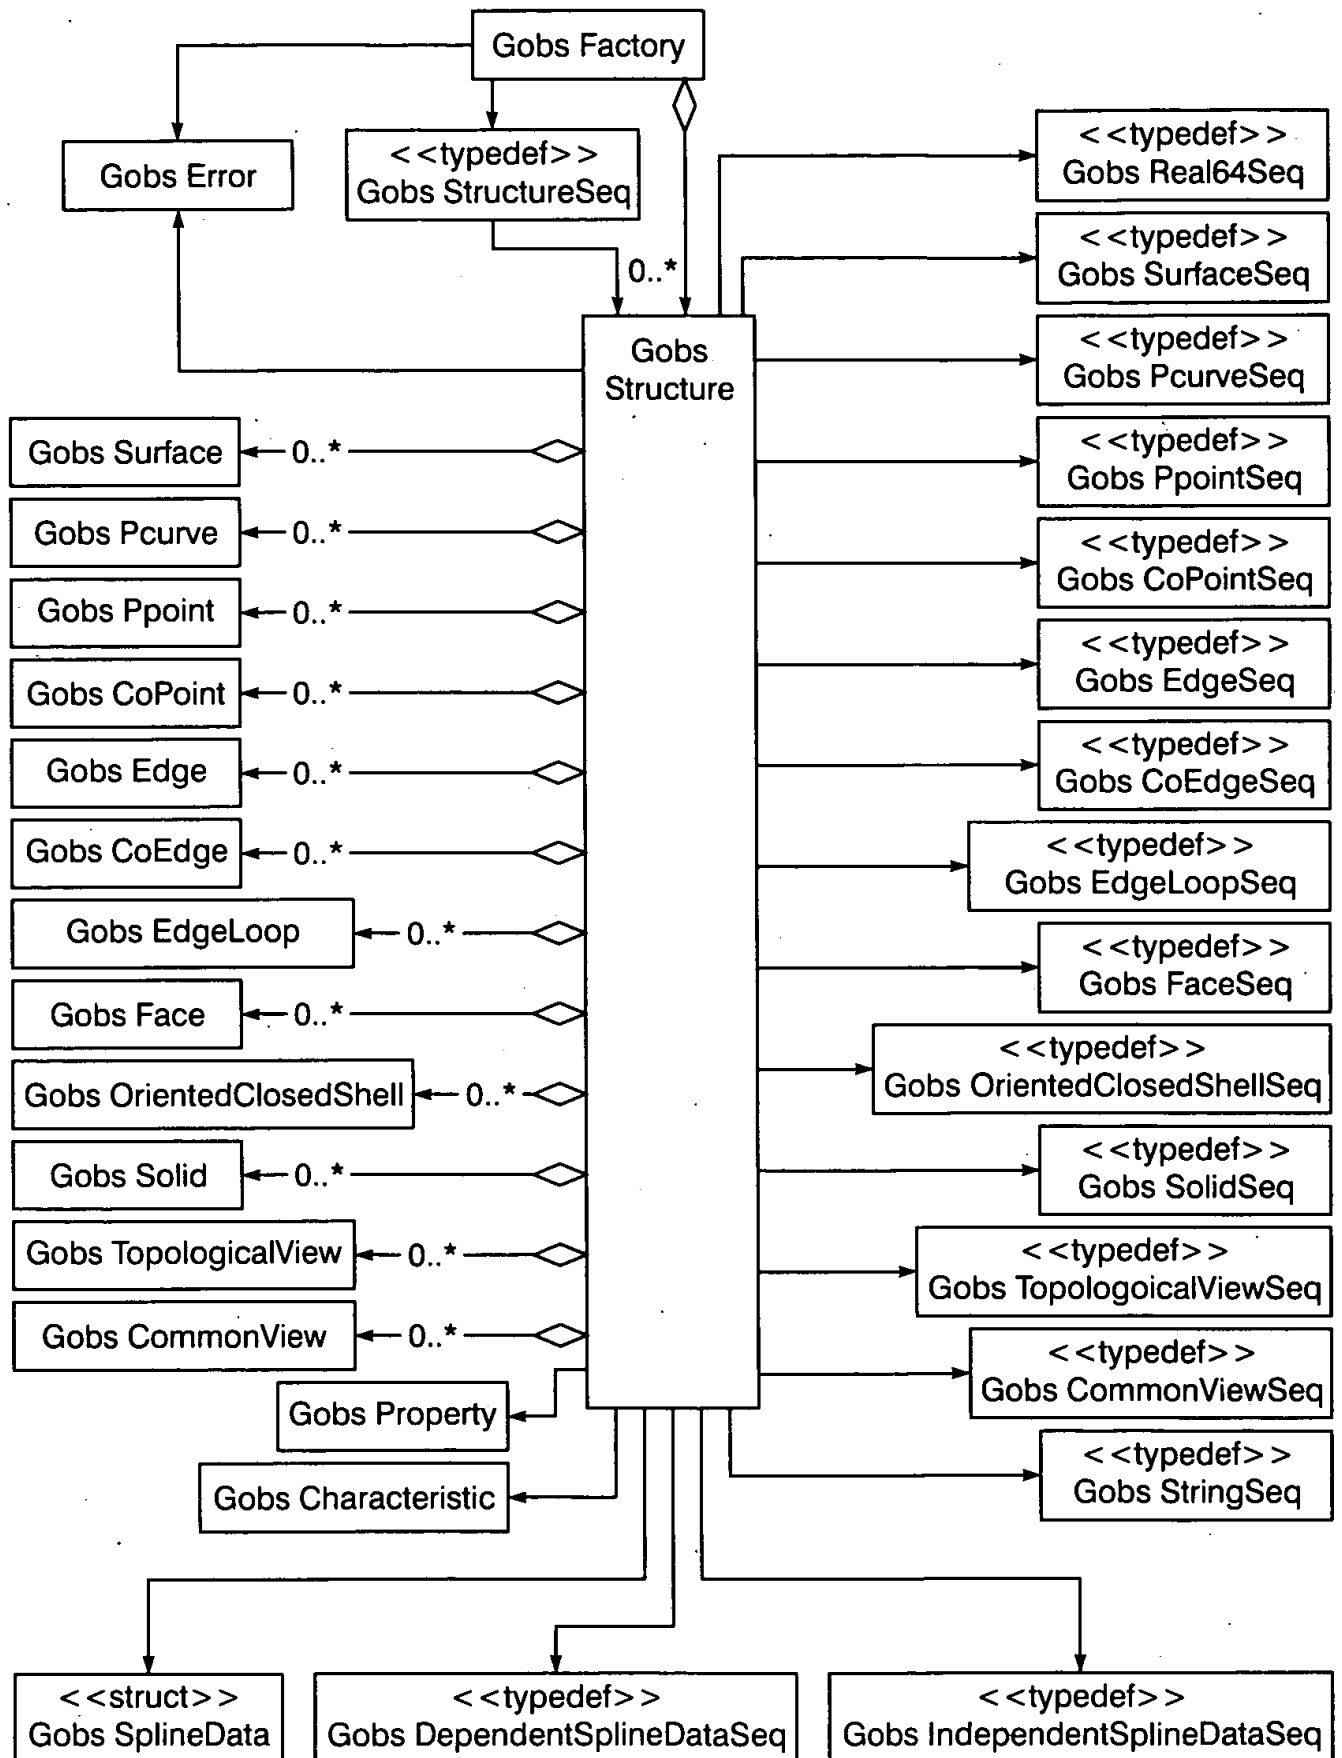 Gobs Factory
Gobs Error
<<typedef>>
Gobs StructureSeq
0..*
Gobs
Structure
Gobs Surface
0..*
Gobs Pcurve
0..*
Gobs Ppoint
0..*
Gobs CoPoint
0..*
Gobs Edge
0..*
Gobs CoEdge
0..*
Gobs EdgeLoop
0..*
Gobs Face
0..*
Gobs OrientedClosedShell
0..*
Gobs Solid
0..*
Gobs TopologicalView
0..*
Gobs CommonView
0..*
Gobs Property
Gobs Characteristic
<<typedef>>
Gobs Real64Seq
<<typedef>>
Gobs SurfaceSeq
<<typedef>>
Gobs PcurveSeq
<<typedef>>
Gobs PpointSeq
<<typedef>>
Gobs CoPointSeq
<<typedef>>
Gobs EdgeSeq
<<typedef>>
Gobs CoEdgeSeq
<<typedef>>
Gobs EdgeLoopSeq
<<typedef>>
Gobs FaceSeq
<<typedef>>
Gobs OrientedClosedShellSeq
<<typedef>>
Gobs SolidSeq
<<typedef>>
Gobs TopologoicalViewSeq
<<typedef>>
Gobs CommonViewSeq
<<typedef>>
Gobs StringSeq
<<struct>>
Gobs SplineData
<<typedef>>
Gobs DependentSplineDataSeq
<<typedef>>
Gobs IndependentSplineDataSeq